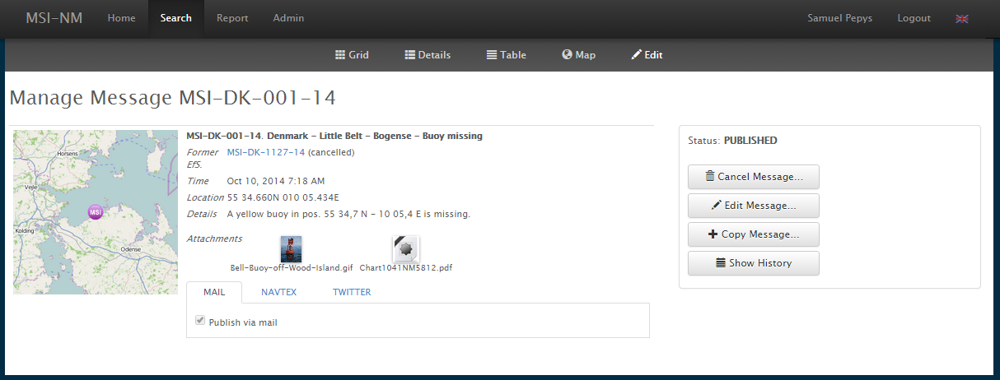 MSI-NM Home Search Report Admin Samuel Pepys Logout
Grid Details Table Map Edit
Manage Message MSI-DK-001-14
MSI-DK-001-14. Denmark - Little Belt - Bogense - Buoy missing
Former EfS. MSI-DK-1127-14 (cancelled)
Time Oct 10, 2014 7:18 AM
Location 55 34.660N 010 05.434E
Details A yellow buoy in pos. 55 34,7 N - 10 05,4 E is missing.
Attachments
Bell-Buoy-off-Wood-Island.gif Chart1041NM5812.pdf
MAIL NAVTEX TWITTER
Publish via mail
Horsens
Vejle
MSI
Kolding
Odense
Status: PUBLISHED
Cancel Message...
Edit Message...
Copy Message...
Show History